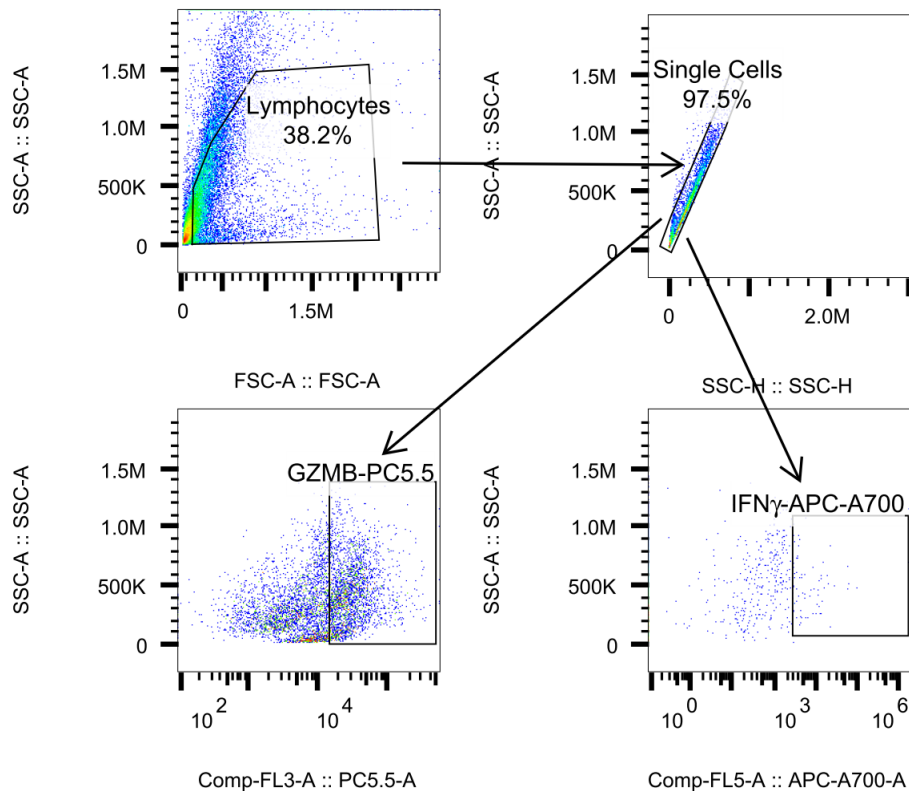 SSC-A :: SSC-A
1.5M
1.0M
500K
0
Lymphocytes
38.2%
0
1.5M
FSC-A :: FSC-A
SSC-A :: SSC-A
1.5M
1.0M
500K
0
Single Cells
97.5%
0
2.0M
SSC-H :: SSC-H
SSC-A :: SSC-A
1.5M
1.0M
500K
0
GZMB-PC5.5
10^2
10^4
Comp-FL3-A :: PC5.5-A
SSC-A :: SSC-A
1.5M
1.0M
500K
0
IFNγ-APC-A700
10^0
10^3
10^6
Comp-FL5-A :: APC-A700-A